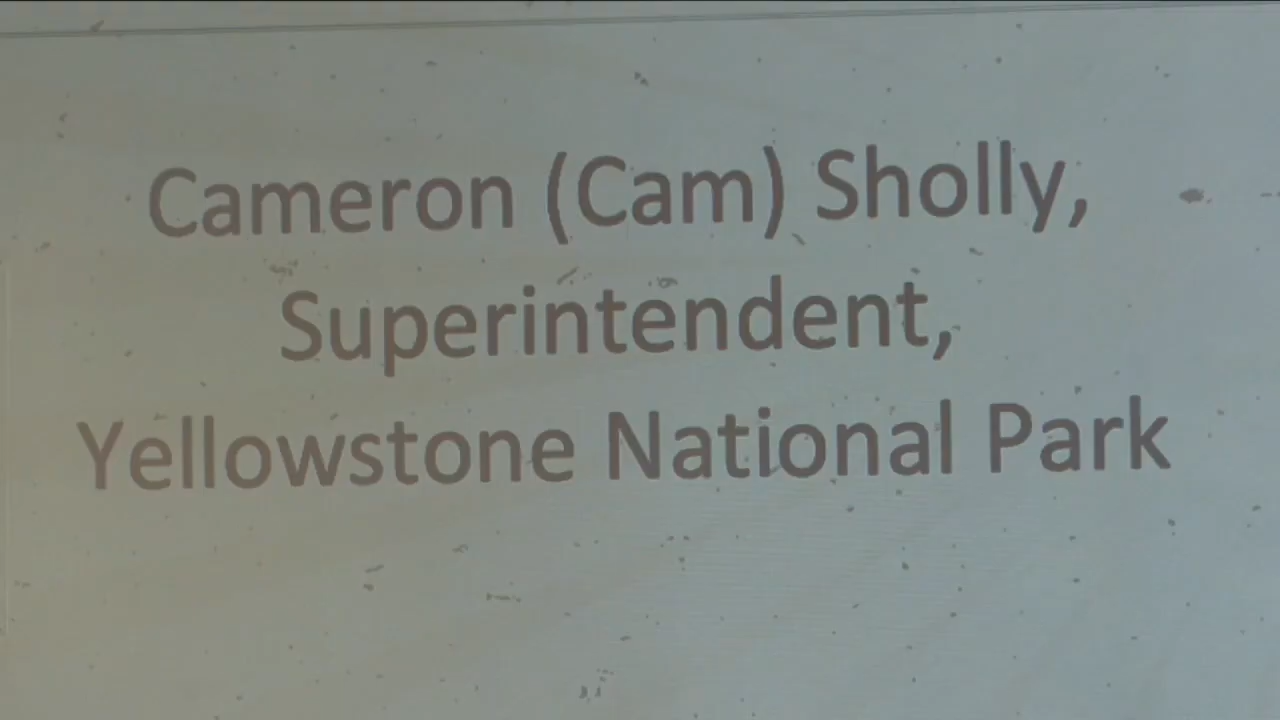 Cameron (Cam) Sholly,
Superintendent,
Yellowstone National Park